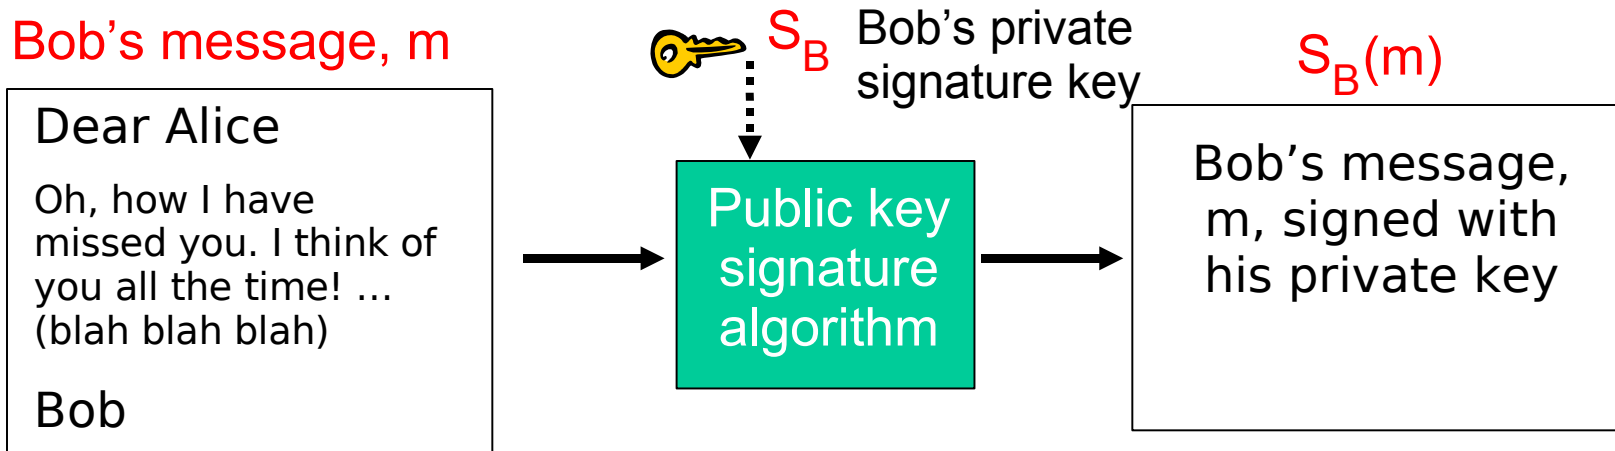 Bob’s message, m
Dear Alice
Oh, how I have
missed you. I think of
you all the time! …
(blah blah blah)
Bob
S_B
Bob’s private
signature key
Public key
signature
algorithm
S_B(m)
Bob’s message,
m, signed with
his private key